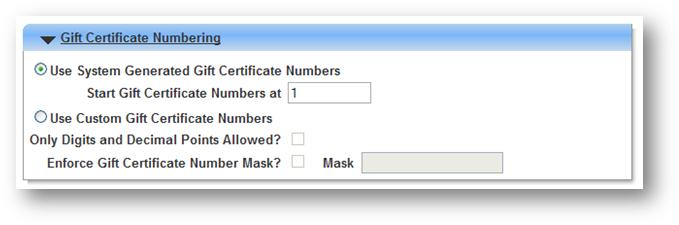 Gift Certificate Numbering
Use System Generated Gift Certificate Numbers
Start Gift Certificate Numbers at 1
Use Custom Gift Certificate Numbers
Only Digits and Decimal Points Allowed?
Enforce Gift Certificate Number Mask? Mask